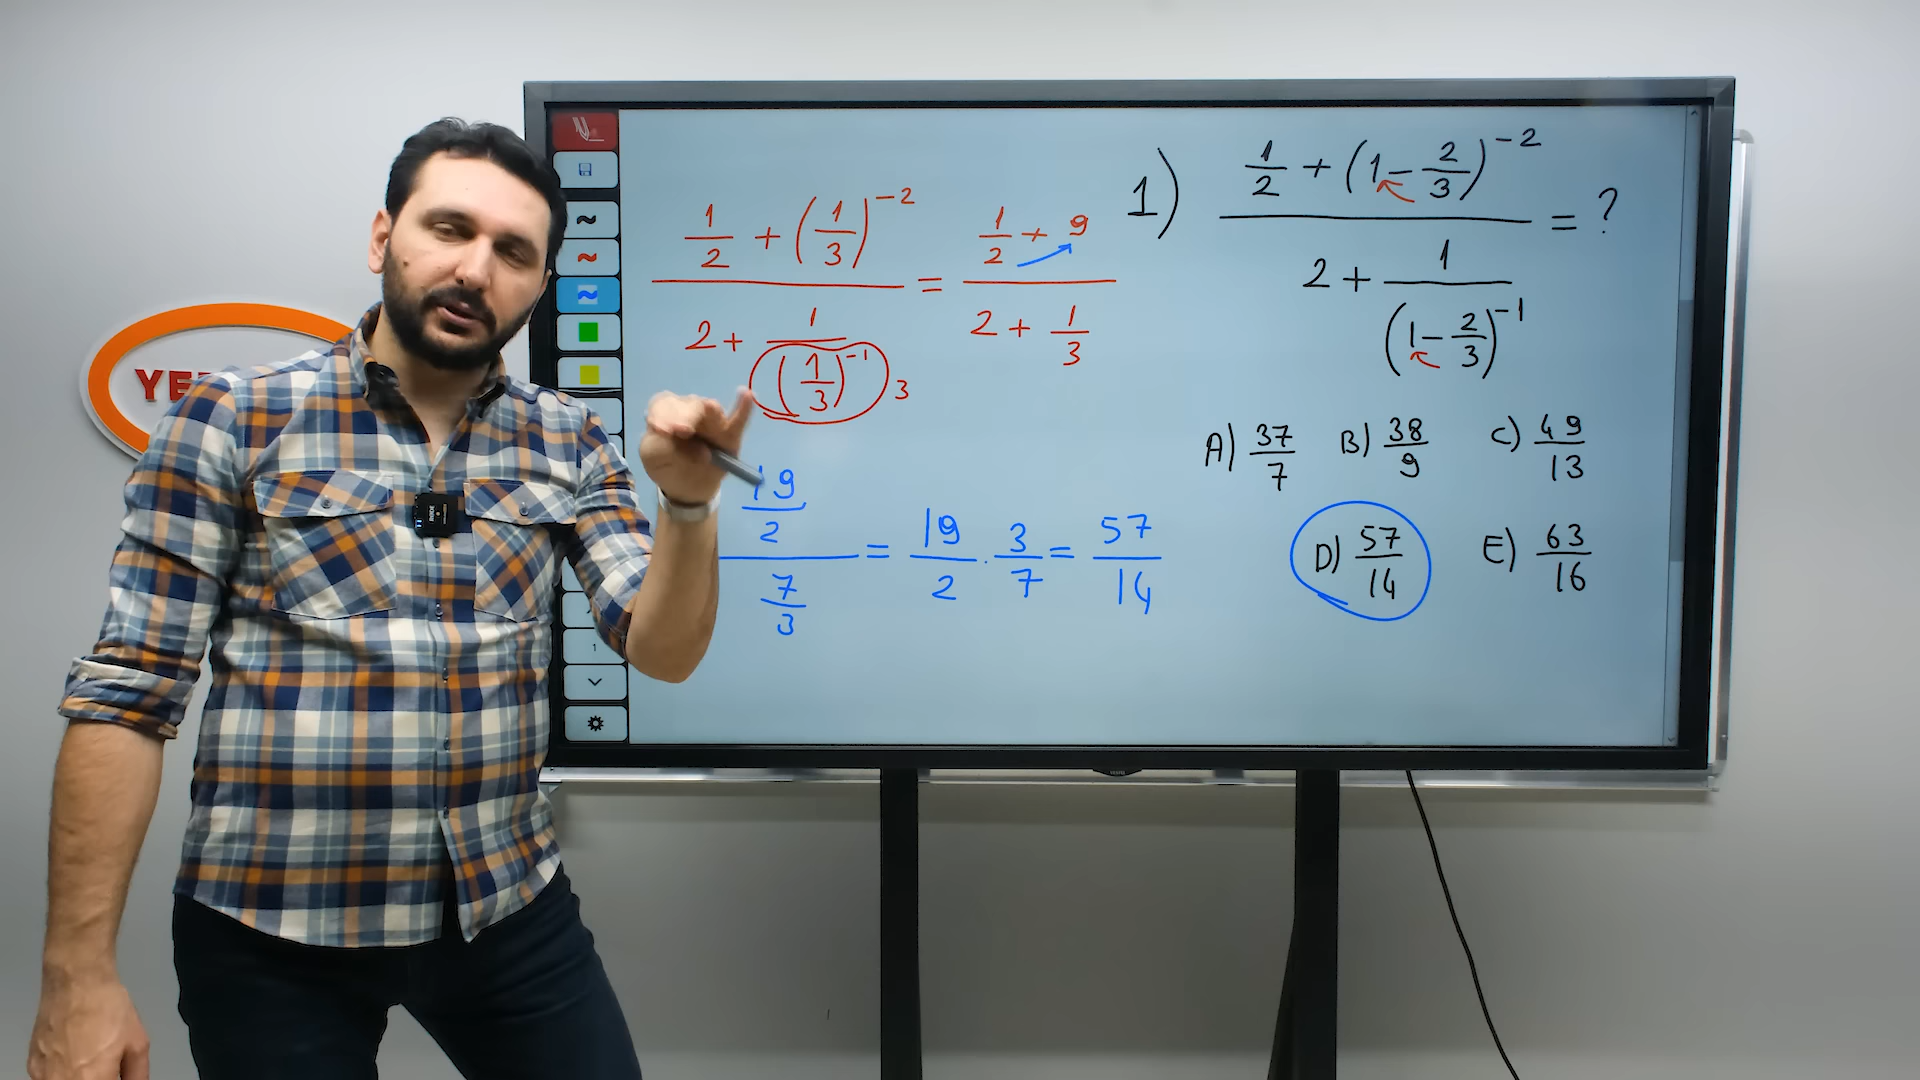 YE
1) (1/2 + (1 - 2/3)^-2) / (2 + 1/(1 - 2/3)^-1) = ?
(1/2 + (1/3)^-2) / (2 + 1/(1/3)^-1) = (1/2 + 9) / (2 + 1/3)
3
(19/2) / (7/3) = 19/2 . 3/7 = 57/14
A) 37/7 B) 38/9 C) 49/13
D) 57/14 E) 63/16